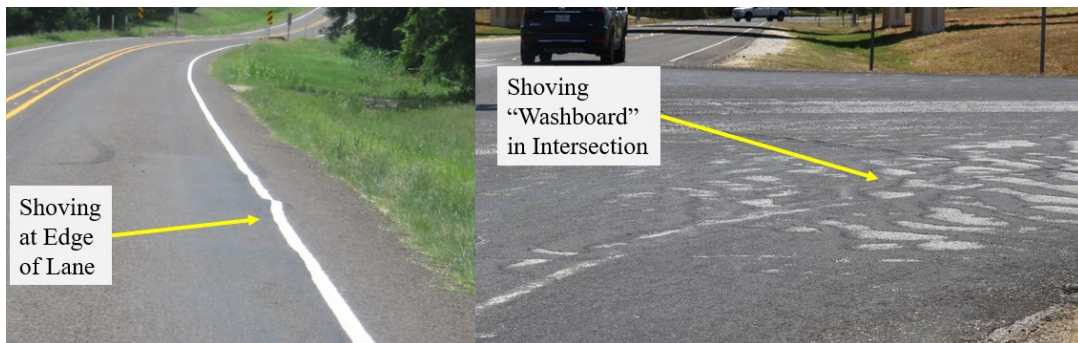 Shoving
at Edge
of Lane
Shoving
“Washboard”
in Intersection